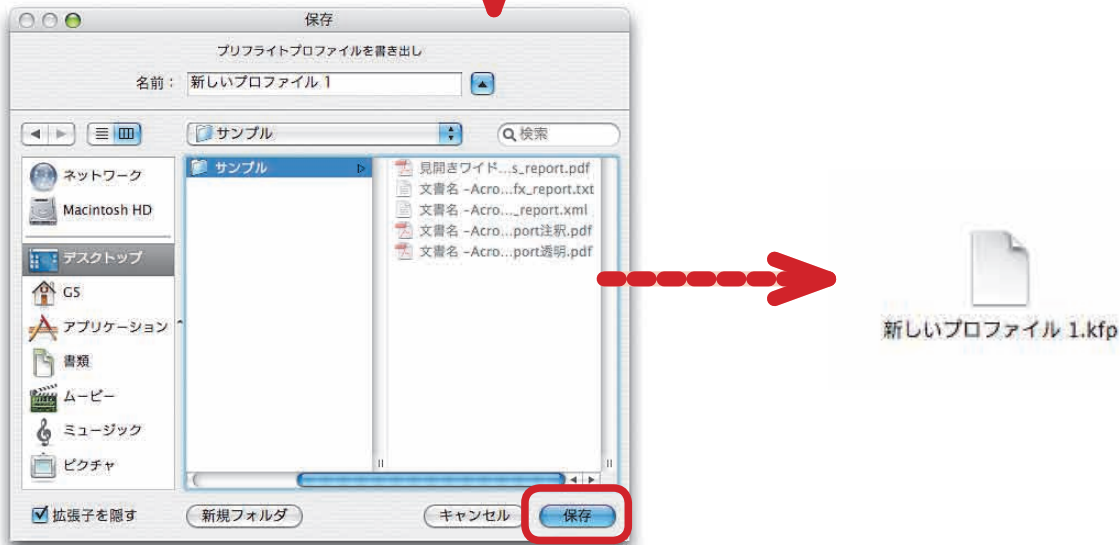 保存
プリフライトプロファイルを書き出し
名前： 新しいプロファイル 1
サンプル
検索
ネットワーク
Macintosh HD
デスクトップ
G5
アプリケーション
書類
ムービー
ミュージック
ピクチャ
サンプル
見開きワイド...s_report.pdf
文書名 -Acro...fx_report.txt
文書名 -Acro..._report.xml
文書名 -Acro...port注釈.pdf
文書名 -Acro...port透明.pdf
拡張子を隠す
新規フォルダ
キャンセル
保存
新しいプロファイル 1.kfp